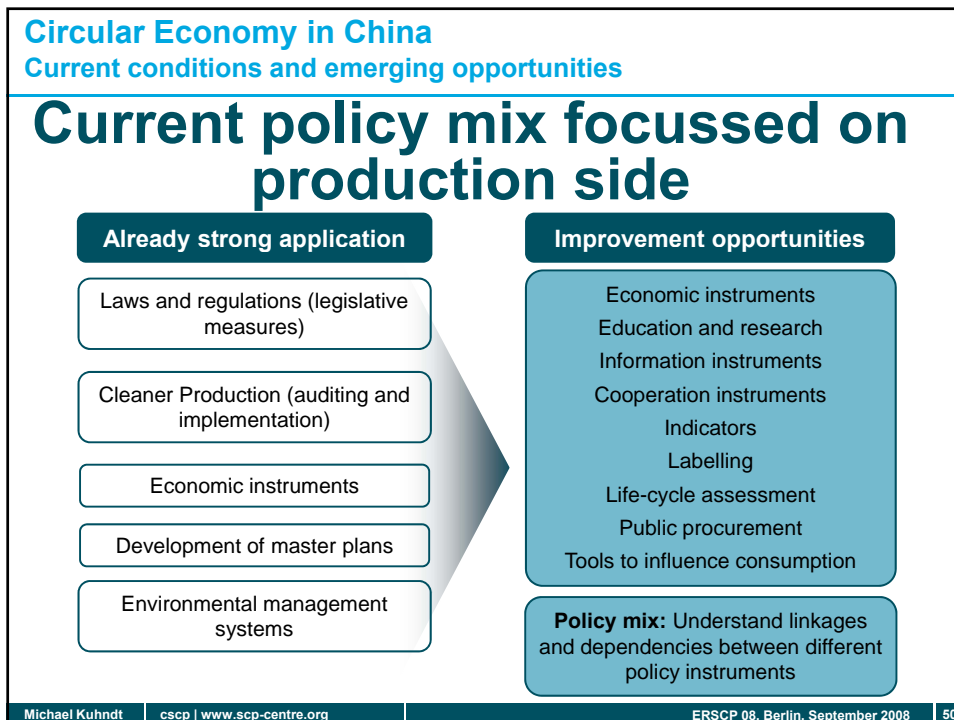 Circular Economy in China
Current conditions and emerging opportunities
Current policy mix focussed on
production side
Already strong application
Laws and regulations (legislative
measures)
Cleaner Production (auditing and
implementation)
Economic instruments
Development of master plans
Environmental management
systems
Improvement opportunities
Economic instruments
Education and research
Information instruments
Cooperation instruments
Indicators
Labelling
Life-cycle assessment
Public procurement
Tools to influence consumption
Policy mix: Understand linkages
and dependencies between different
policy instruments
Michael Kuhndt cscp | www.scp-centre.org ERSCP 08, Berlin, September 2008 50